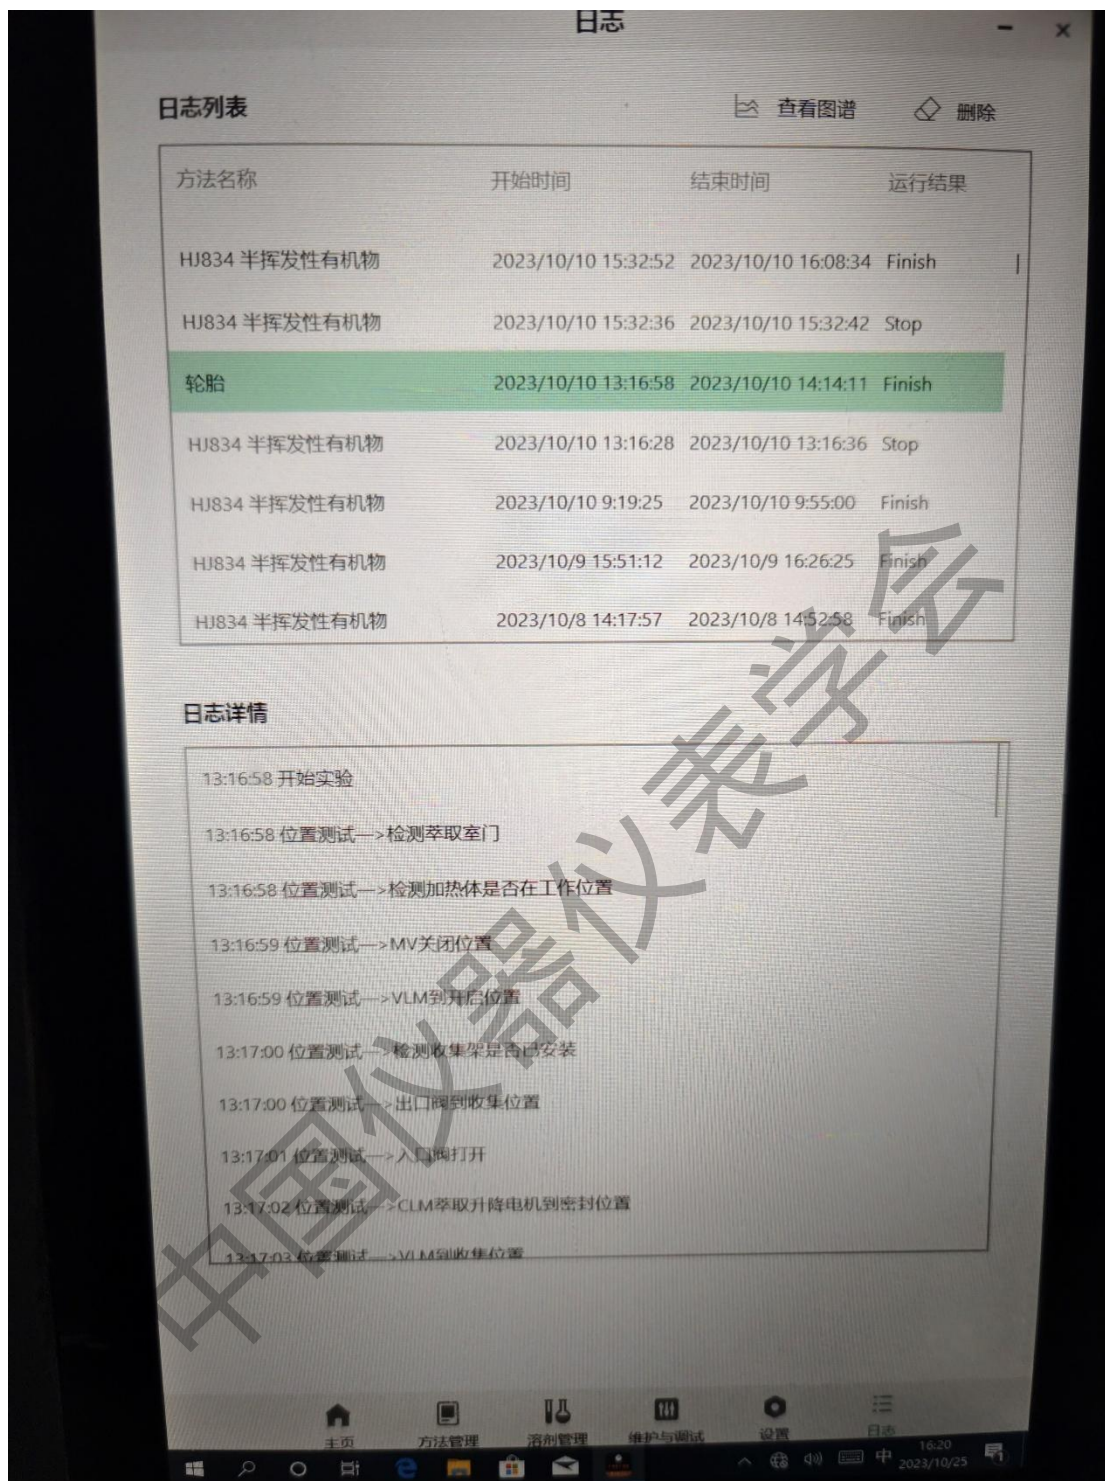 日志
日志列表 查看图谱 删除
方法名称 开始时间 结束时间 运行结果
HJ834 半挥发性有机物 2023/10/10 15:32:52 2023/10/10 16:08:34 Finish
HJ834 半挥发性有机物 2023/10/10 15:32:36 2023/10/10 15:32:42 Stop
轮胎 2023/10/10 13:16:58 2023/10/10 14:14:11 Finish
HJ834 半挥发性有机物 2023/10/10 13:16:28 2023/10/10 13:16:36 Stop
HJ834 半挥发性有机物 2023/10/10 9:19:25 2023/10/10 9:55:00 Finish
HJ834 半挥发性有机物 2023/10/9 15:51:12 2023/10/9 16:26:25 Finish
HJ834 半挥发性有机物 2023/10/8 14:17:57 2023/10/8 14:52:58 Finish
日志详情
13:16:58 开始实验
13:16:58 位置测试—>检测萃取室门
13:16:58 位置测试—>检测加热体是否在工作位置
13:16:59 位置测试—>MV关闭位置
13:16:59 位置测试—>VLM到开启位置
13:17:00 位置测试—>检测收集架是否已安装
13:17:00 位置测试—>出口阀到收集位置
13:17:01 位置测试—>入口阀打开
13:17:02 位置测试—>CLM萃取升降电机到密封位置
13:17:03 位置测试—>VLM到收集位置
中国仪器仪表学会
主页 方法管理 溶剂管理 维护与调试 设置 日志
中 16:20
2023/10/25